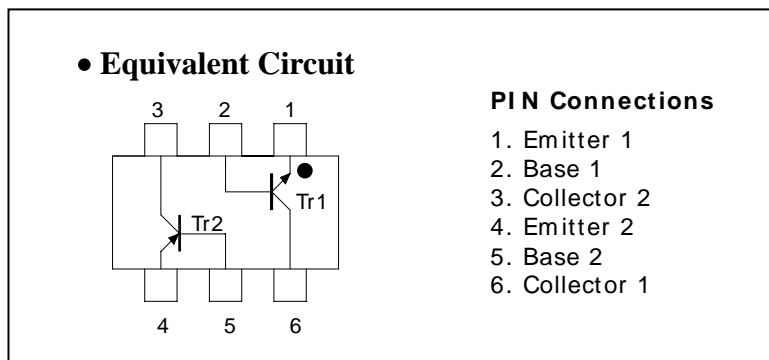 • Equivalent Circuit
3 2 1
Tr1
Tr2
4 5 6
PIN Connections
1. Emitter 1
2. Base 1
3. Collector 2
4. Emitter 2
5. Base 2
6. Collector 1